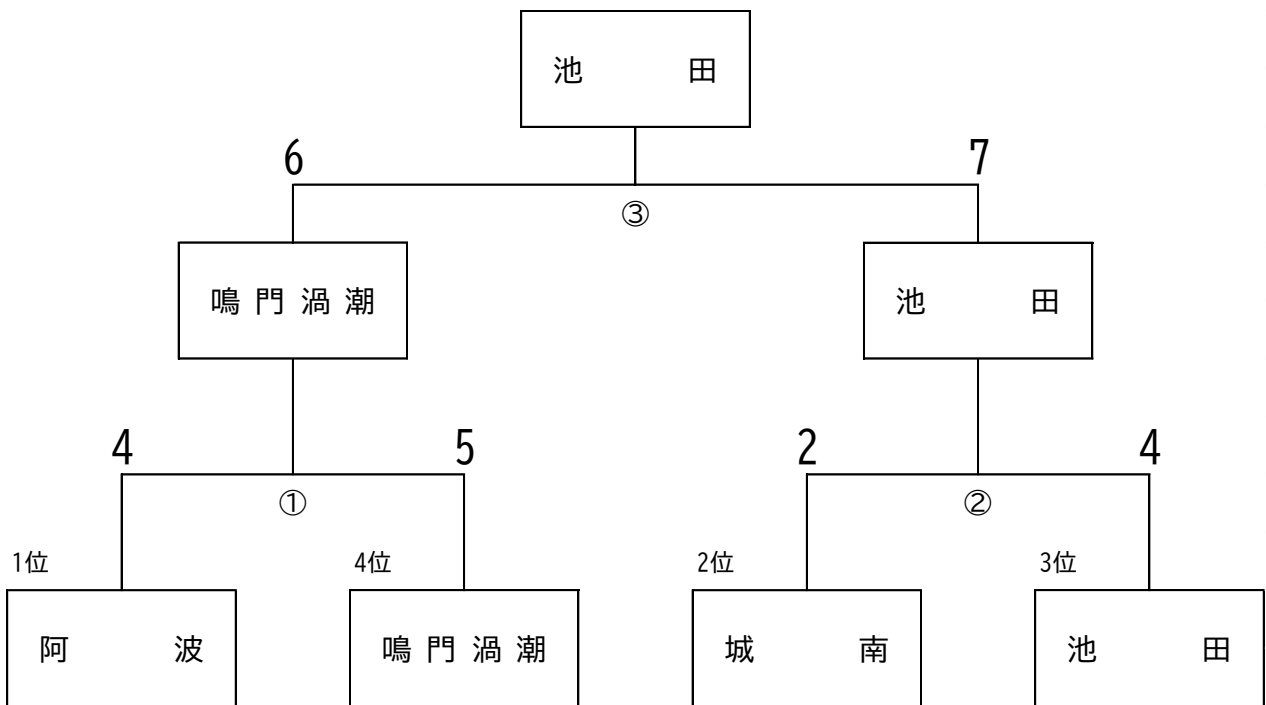 池 田
6 7
③
鳴門渦潮 池 田
4 5 2 4
① ②
1位 4位 2位 3位
阿 波 鳴門渦潮 城 南 池 田